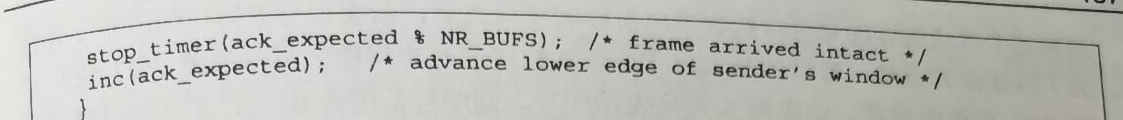 stop_timer(ack_expected % NR_BUFS); /* frame arrived intact */
inc(ack_expected); /* advance lower edge of sender's window */
}